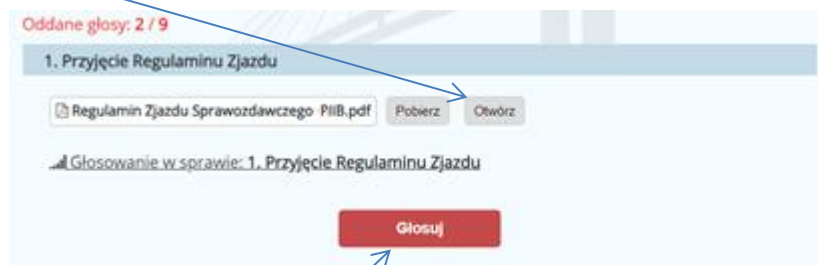 Oddane głosy: 2 / 9
1. Przyjęcie Regulaminu Zjazdu
Regulamin Zjazdu Sprawozdawczego PIIB.pdf Pobierz Otwórz
Głosowanie w sprawie: 1. Przyjęcie Regulaminu Zjazdu
Głosuj